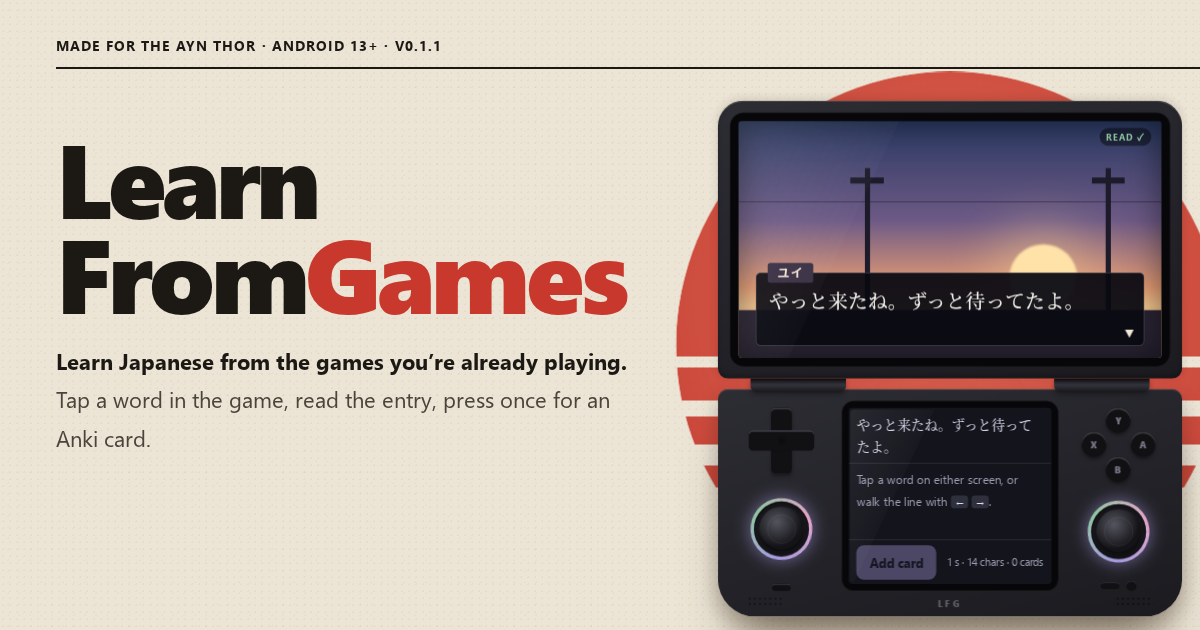 MADE FOR THE AYN THOR · ANDROID 13+ · V0.1.1
Learn
FromGames
Learn Japanese from the games you’re already playing.
Tap a word in the game, read the entry, press once for an
Anki card.
READ ✓
ユイ
やっと来たね。ずっと待ってたよ。
▼
やっと来たね。ずっと待って
たよ。
Tap a word on either screen, or
walk the line with ← →.
Add card
1 s · 14 chars · 0 cards
Y
X
A
B
LFG